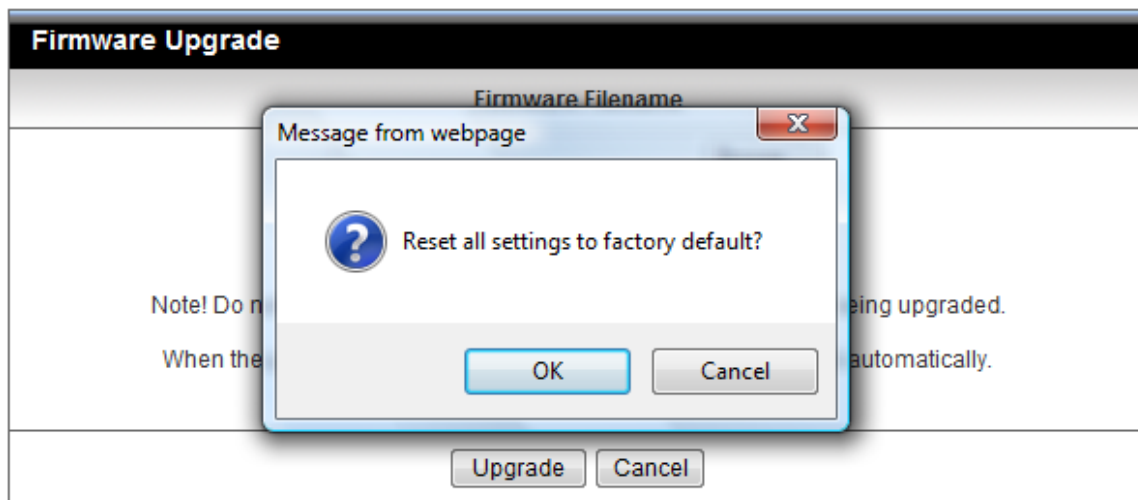 Firmware Upgrade
Firmware Filename
Message from webpage
Reset all settings to factory default?
Note! Do n
eing upgraded.
When the
automatically.
OK Cancel
Upgrade Cancel